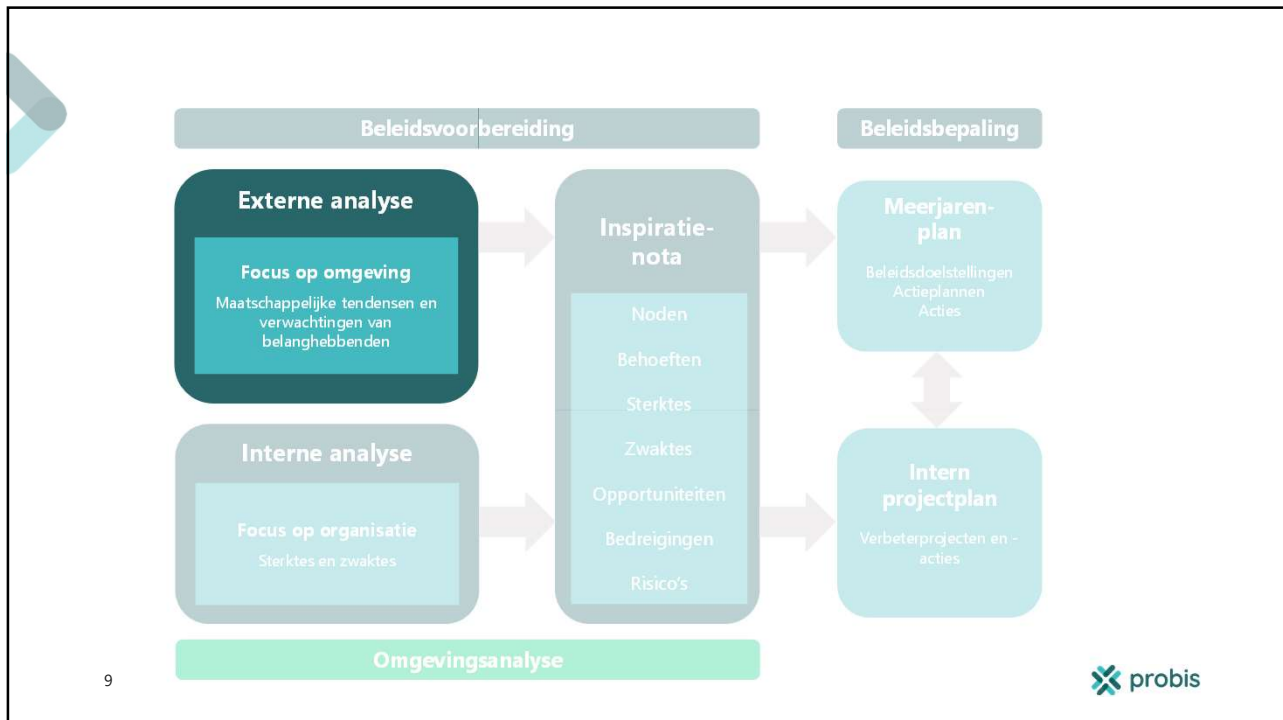 Beleidsvoorbereiding
Beleidsbepaling
Externe analyse
Focus op omgeving
Maatschappelijke tendensen en
verwachtingen van
belanghebbenden
Interne analyse
Focus op organisatie
Sterktes en zwaktes
Inspiratie-
nota
Noden
Behoeften
Sterktes
Zwaktes
Opportuniteiten
Bedreigingen
Risico's
Meerjaren-
plan
Beleidsdoelstellingen
Actieplannen
Acties
Intern
projectplan
Verbeterprojecten en -
acties
Omgevingsanalyse
9
probis